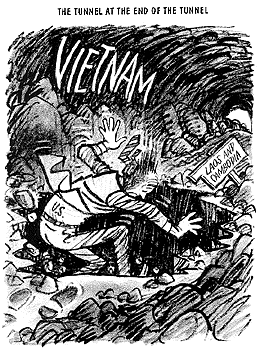 THE TUNNEL AT THE END OF THE TUNNEL
VIETNAM
LAOS AND
CAMBODIA
U.S.